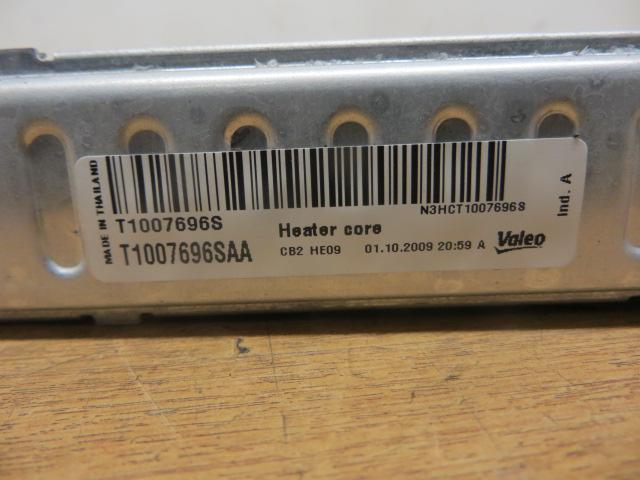 MADE IN THAILAND
N3HCT1007696S
T1007696S
T1007696SAA
Heater core
CB2 HE09 01.10.2009 20:59 A
Valeo
Ind. A